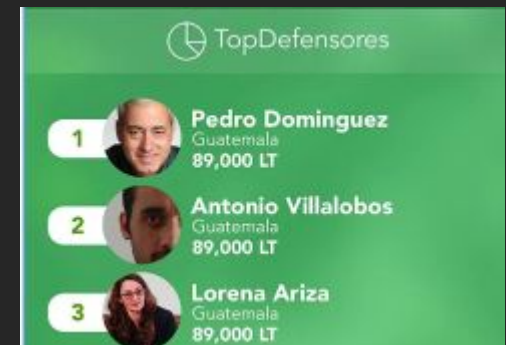 TopDefensores
1
Pedro Dominguez
Guatemala
89,000 LT
2
Antonio Villalobos
Guatemala
89,000 LT
3
Lorena Ariza
Guatemala
89,000 LT